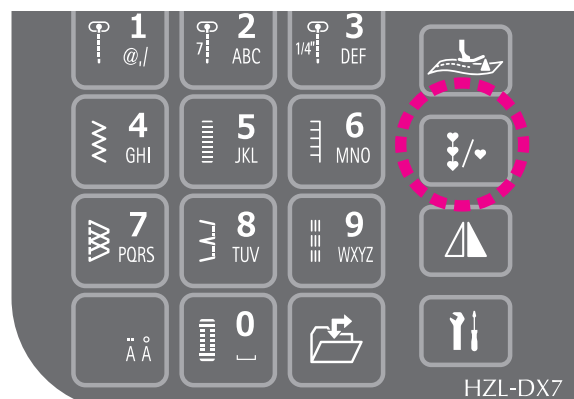 1 2 3
@,/ 7 ABC 1/4" DEF
4 5 6
GHI JKL MNO
7 8 9
PQRS TUV WXYZ
Ä Å 0
HZL-DX7